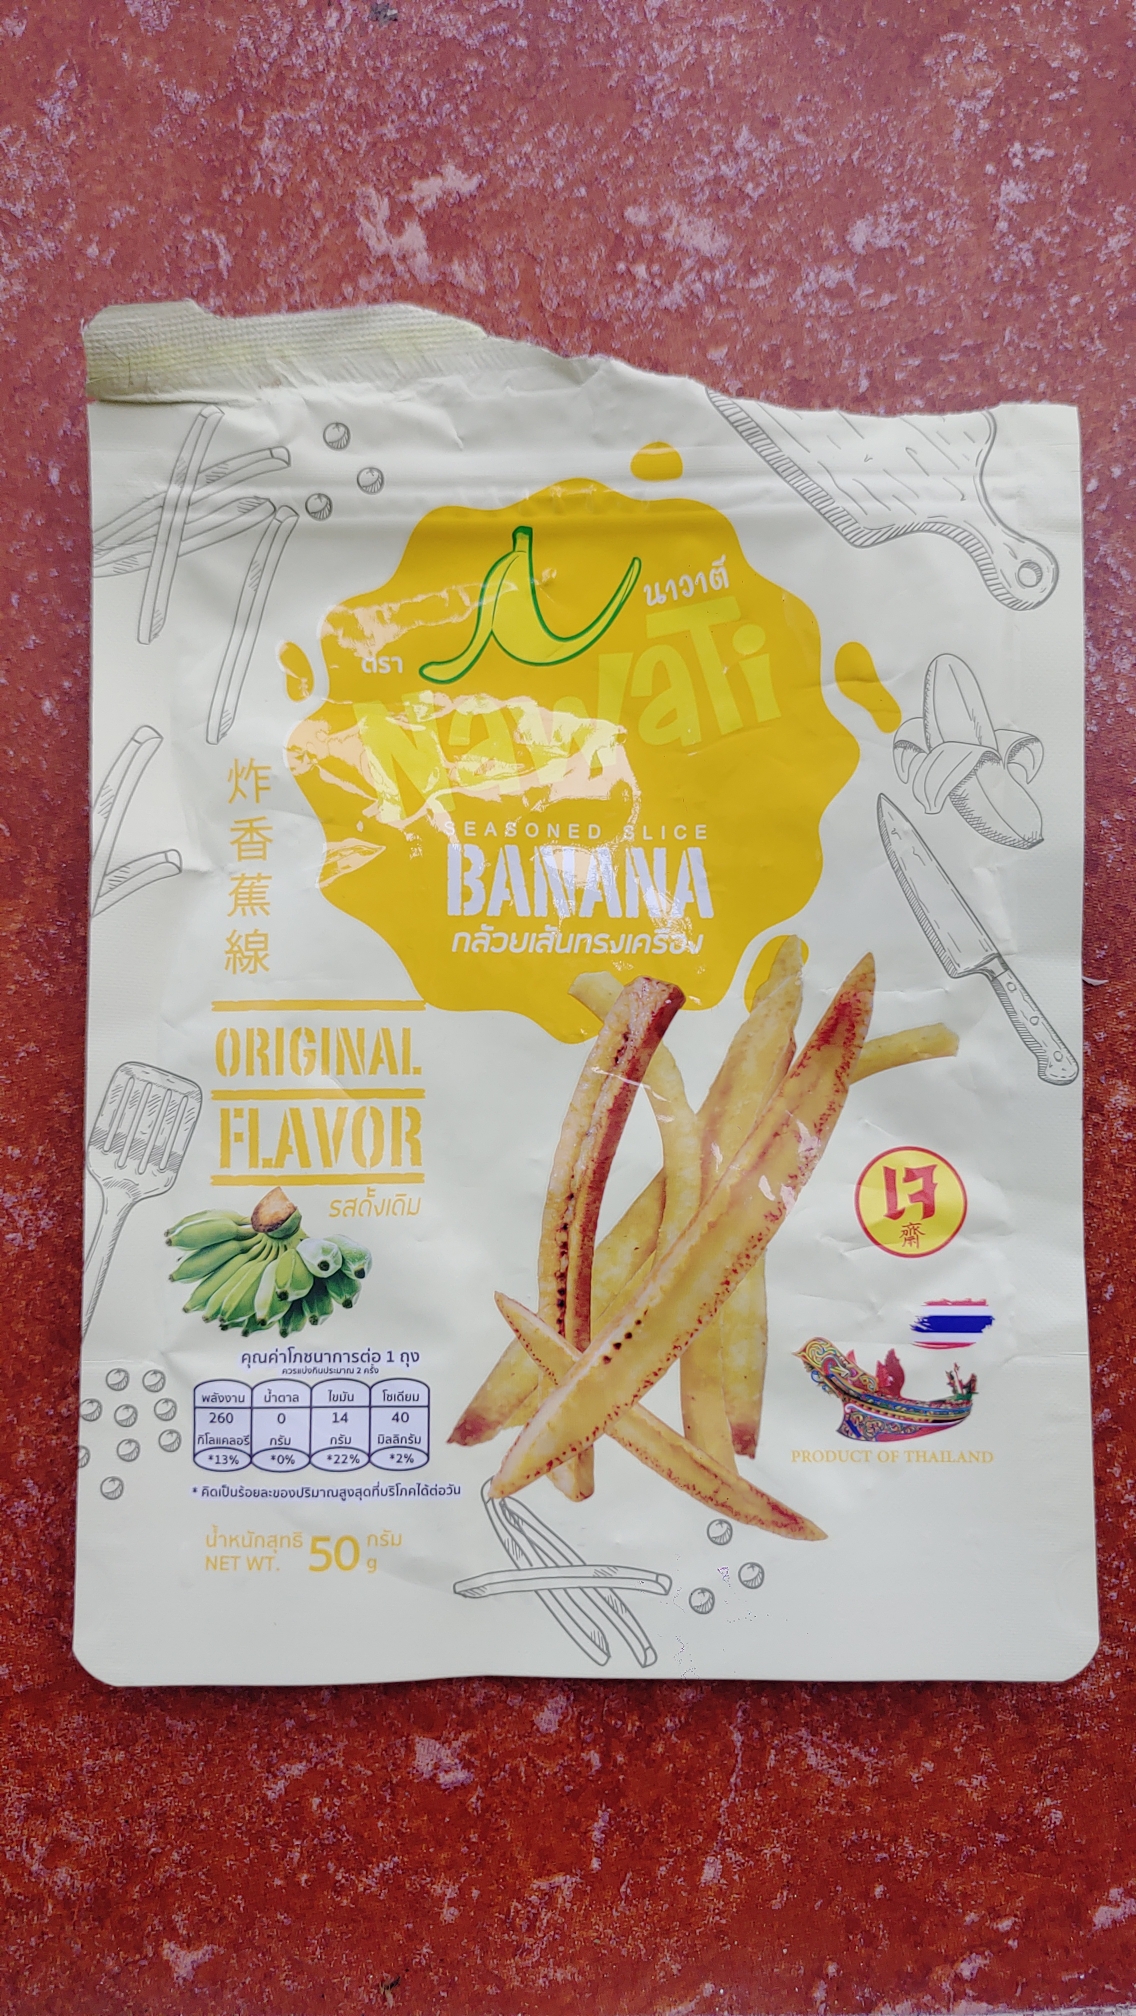 นาวาตี
ตรา
NawaTi
SEASONED SLICE
BANANA
กล้วยเส้นทรงเครื่อง
炸香蕉線
ORIGINAL
FLAVOR
รสดั้งเดิม
เจ
齋
คุณค่าโภชนาการต่อ 1 ถุง
ควรแบ่งกินประมาณ 2 ครั้ง
พลังงาน น้ำตาล ไขมัน โซเดียม
260 0 14 40
กิโลแคลอรี กรัม กรัม มิลลิกรัม
*13% *0% *22% *2%
* คิดเป็นร้อยละของปริมาณสูงสุดที่บริโภคได้ต่อวัน
PRODUCT OF THAILAND
น้ำหนักสุทธิ 50 กรัม
NET WT. g